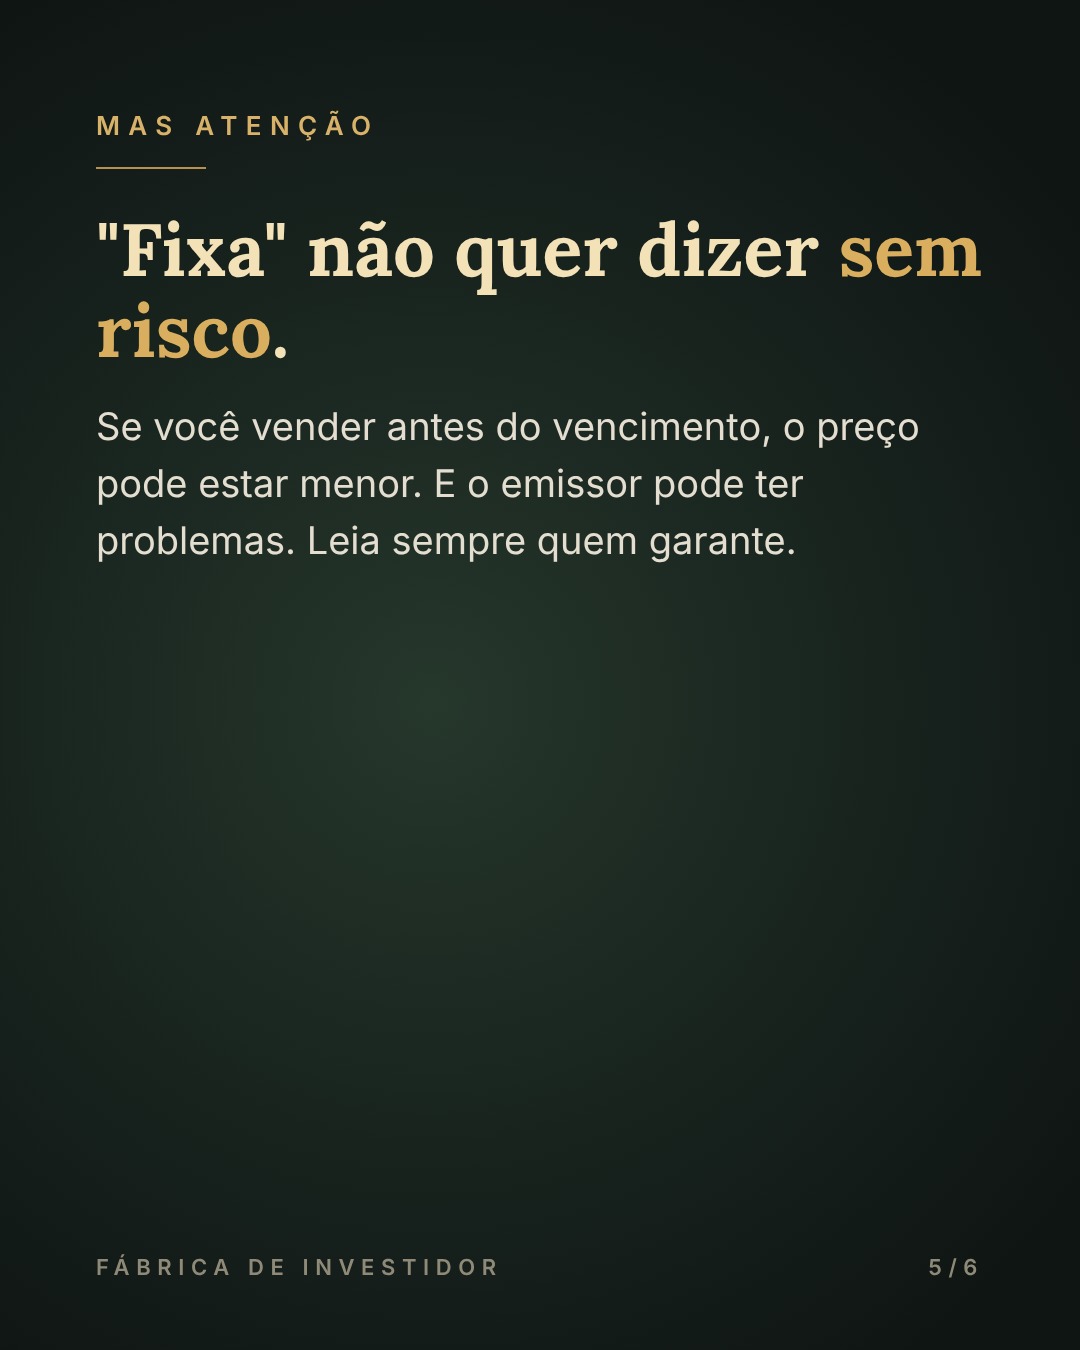 MAS ATENÇÃO
"Fixa" não quer dizer sem
risco.
Se você vender antes do vencimento, o preço
pode estar menor. E o emissor pode ter
problemas. Leia sempre quem garante.
FÁBRICA DE INVESTIDOR
5/6